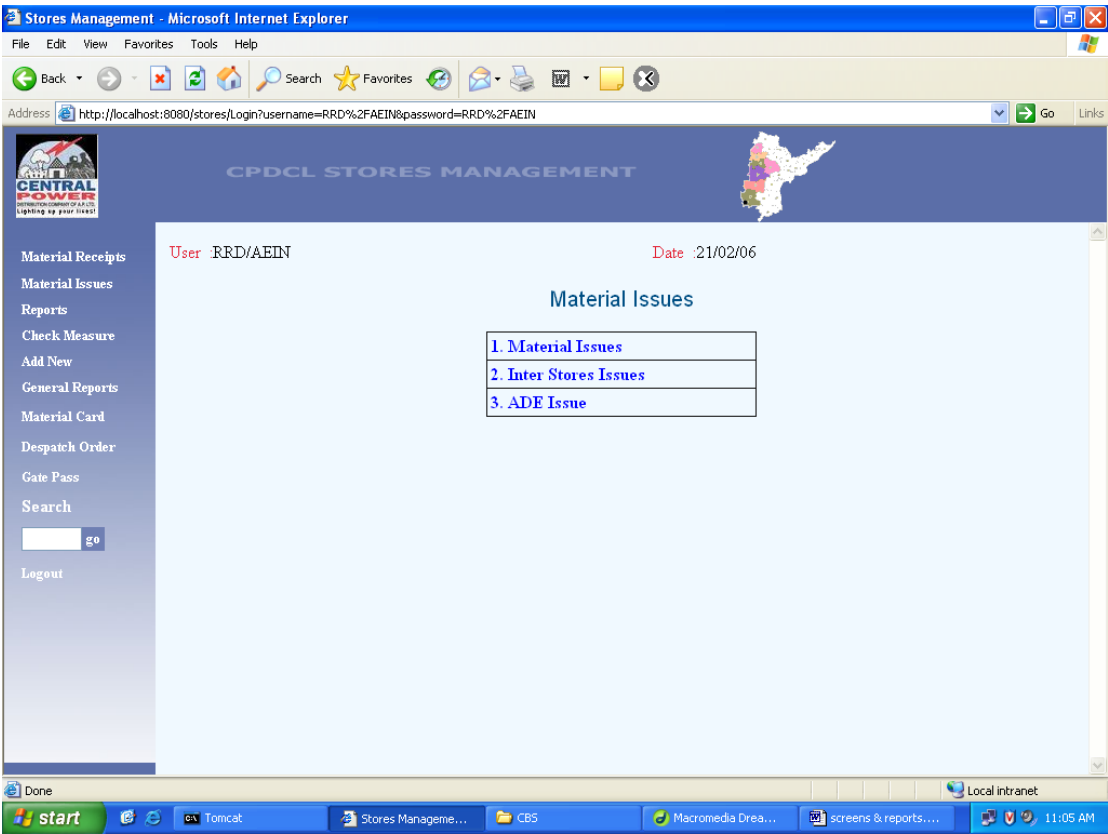 Stores Management - Microsoft Internet Explorer
File Edit View Favorites Tools Help
Back Search Favorites
Address http://localhost:8080/stores/Login?username=RRD%2FAEIN&password=RRD%2FAEIN Go Links
CENTRAL
POWER
DISTRIBUTION COMPANY OF A.P. LTD.
Lighting up your lives!
CPDCL STORES MANAGEMENT
User :RRD/AEIN Date :21/02/06
Material Receipts
Material Issues
Reports
Check Measure
Add New
General Reports
Material Card
Despatch Order
Gate Pass
Search
go
Logout
Material Issues
1. Material Issues
2. Inter Stores Issues
3. ADE Issue
Done Local intranet
start Tomcat Stores Manageme... CBS Macromedia Drea... screens & reports.... 11:05 AM